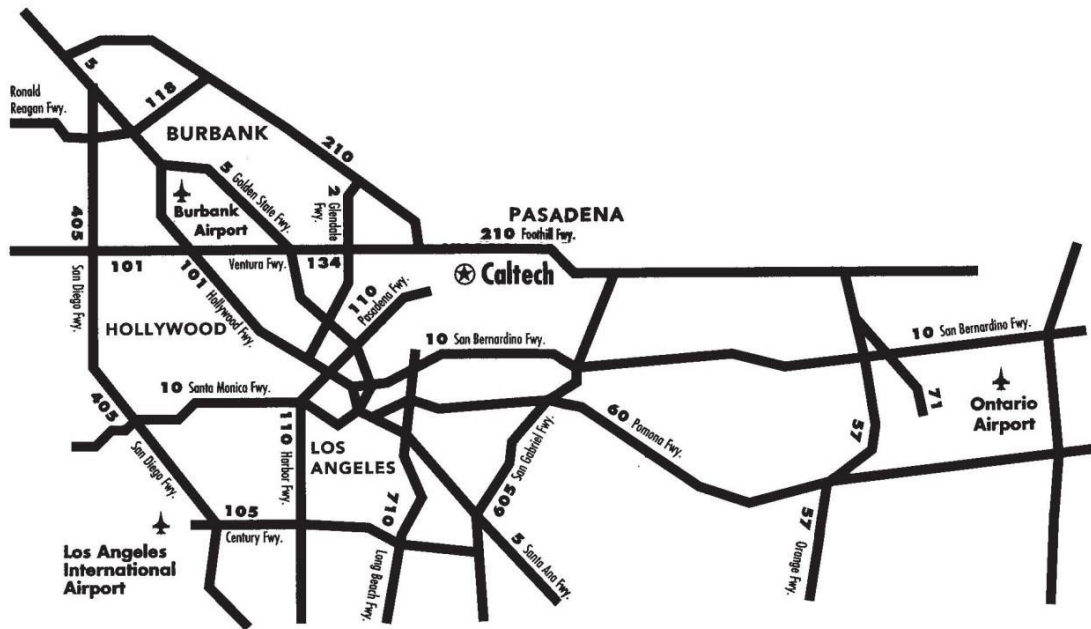 5
118
Ronald
Reagan Fwy.
BURBANK
210
5 Golden State Fwy.
2 Glendale
Fwy.
Burbank
Airport
PASADENA
210 Foothill Fwy.
405 San Diego Fwy.
101
101 Hollywood Fwy.
Ventura Fwy.
134
Caltech
110
Pasadena Fwy.
HOLLYWOOD
10 San Bernardino Fwy.
10 San Bernardino Fwy.
10 Santa Monica Fwy.
405 San Diego Fwy.
110 Harbor Fwy.
LOS
ANGELES
71
Ontario
Airport
60 Pomona Fwy.
57
605 San Gabriel Fwy.
710
Long Beach Fwy.
105
Century Fwy.
5 Santa Ana Fwy.
57
Orange Fwy.
Los Angeles
International
Airport